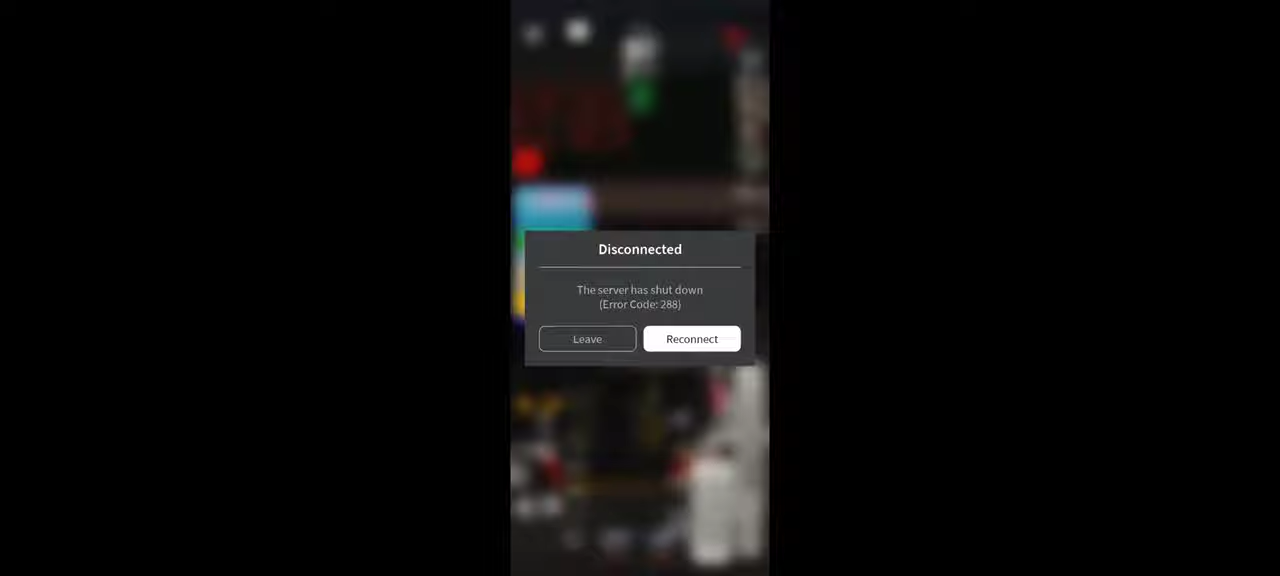 Disconnected
The server has shut down
(Error Code: 288)
Leave
Reconnect